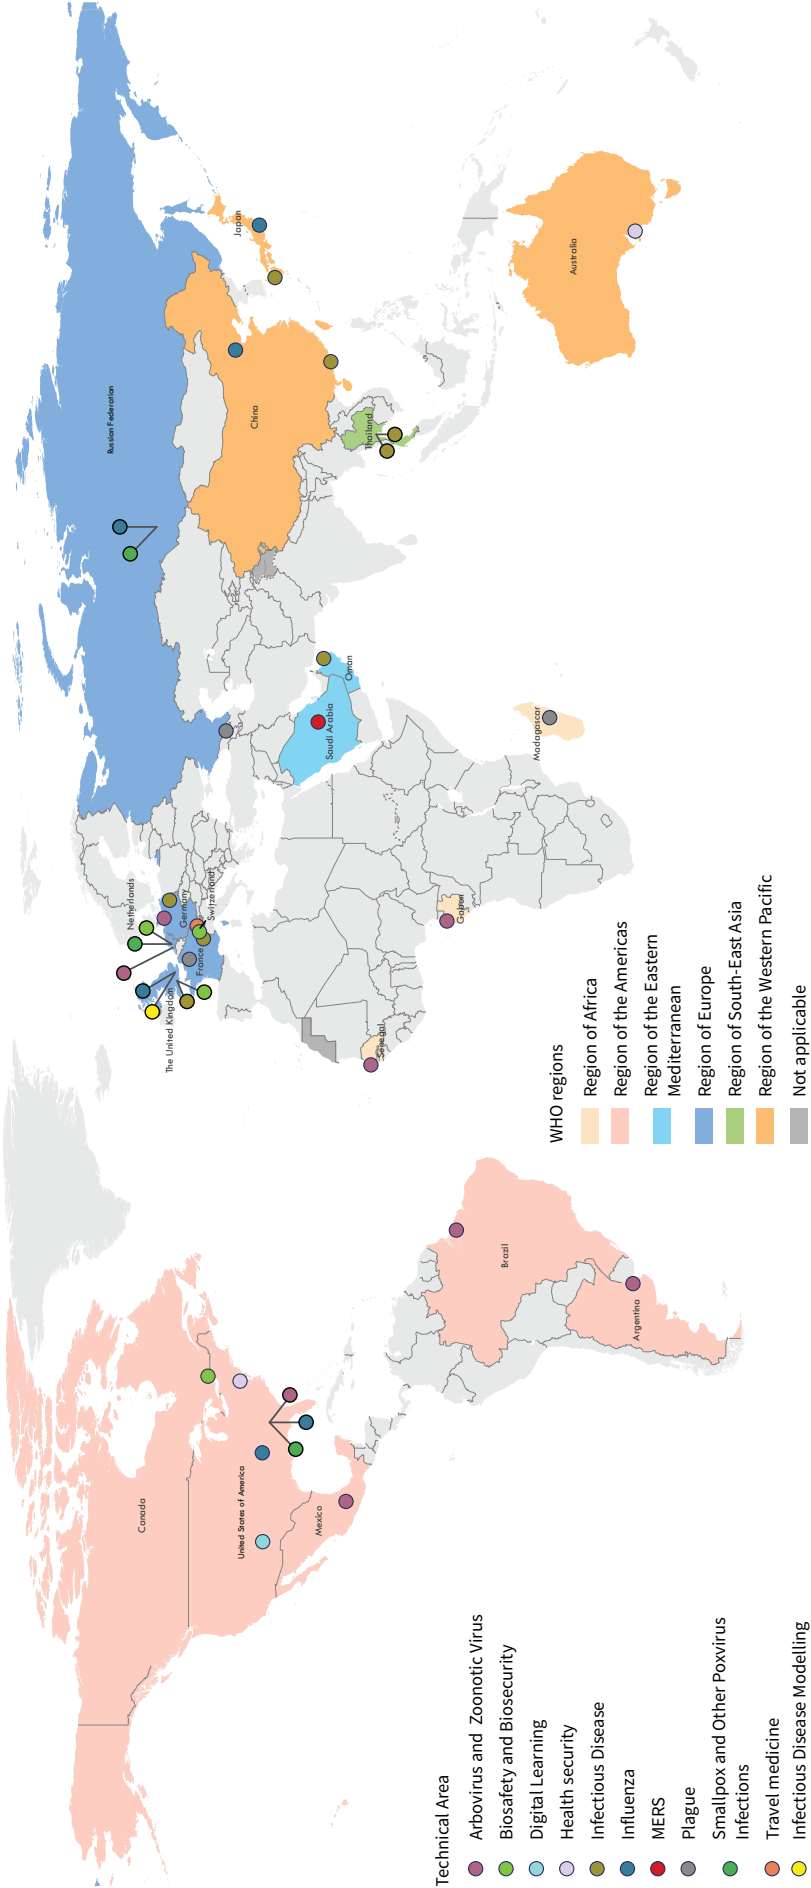 Canada
United States of America
Mexico
Brazil
Argentina
The United Kingdom
Netherlands
Germany
Switzerland
France
Russian Federation
Senegal
Gabon
Madagascar
Saudi Arabia
Oman
China
Japan
Thailand
Australia
Technical Area
Arbovirus and Zoonotic Virus
Biosafety and Biosecurity
Digital Learning
Health security
Infectious Disease
Influenza
MERS
Plague
Smallpox and Other Poxvirus
Infections
Travel medicine
Infectious Disease Modelling
WHO regions
Region of Africa
Region of the Americas
Region of the Eastern
Mediterranean
Region of Europe
Region of South-East Asia
Region of the Western Pacific
Not applicable